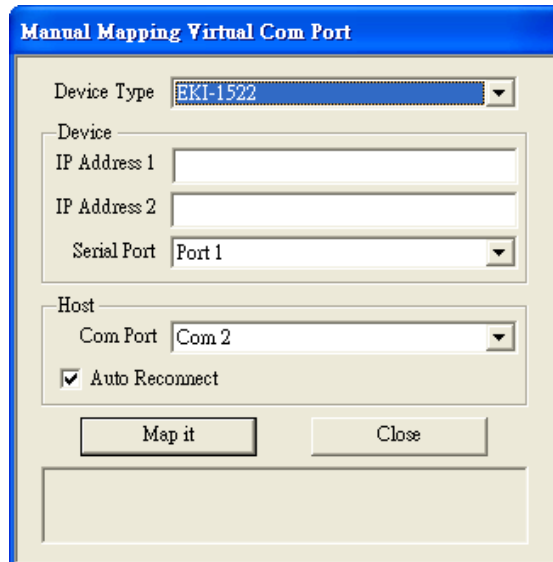 Manual Mapping Virtual Com Port
Device Type EKI-1522
Device
IP Address 1
IP Address 2
Serial Port Port 1
Host
Com Port Com 2
Auto Reconnect
Map it Close